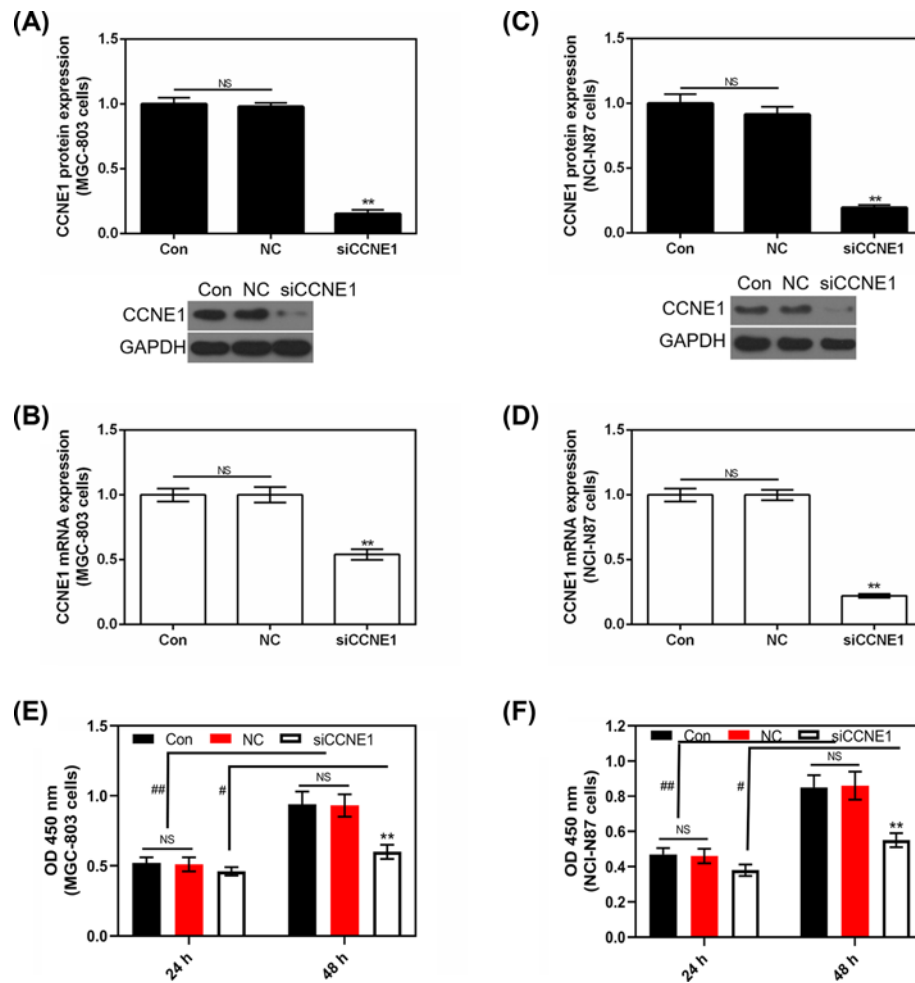 (A)
CCNE1 protein expression
(MGC-803 cells)
1.5
1.0
0.5
0.0
NS
**
Con NC siCCNE1
Con NC siCCNE1
CCNE1
GAPDH
(C)
CCNE1 protein expression
(NCI-N87 cells)
1.5
1.0
0.5
0.0
NS
**
Con NC siCCNE1
Con NC siCCNE1
CCNE1
GAPDH
(B)
CCNE1 mRNA expression
(MGC-803 cells)
1.5
1.0
0.5
0.0
NS
**
Con NC siCCNE1
(D)
CCNE1 mRNA expression
(NCI-N87 cells)
1.5
1.0
0.5
0.0
NS
**
Con NC siCCNE1
(E)
OD 450 nm
(MGC-803 cells)
1.5
1.0
0.5
0.0
Con NC siCCNE1
##
#
NS
NS
**
24 h 48 h
(F)
OD 450 nm
(NCI-N87 cells)
1.2
1.0
0.8
0.6
0.4
0.2
0.0
Con NC siCCNE1
##
#
NS
NS
**
24 h 48 h